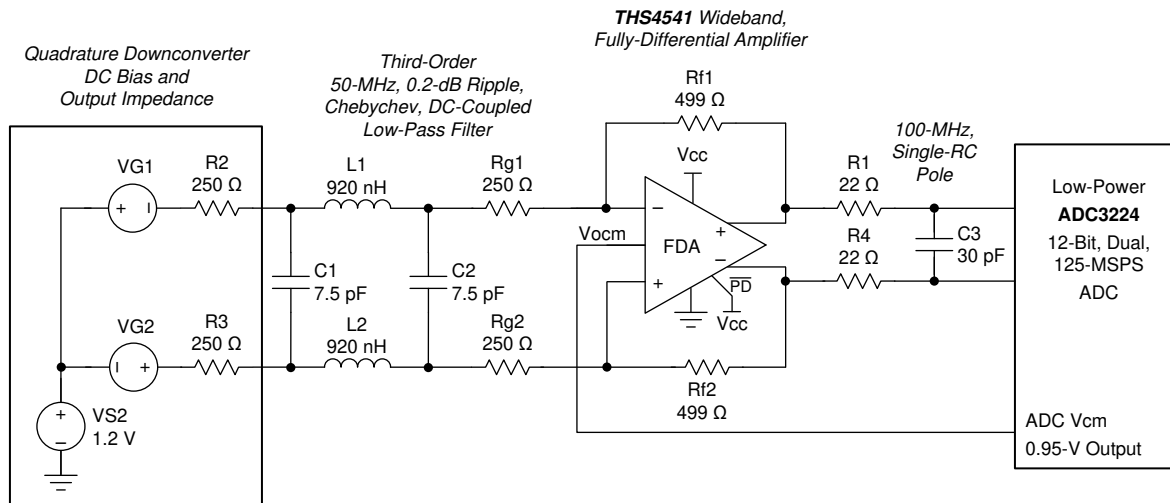 THS4541 Wideband,
Fully-Differential Amplifier
Quadrature Downconverter
DC Bias and
Output Impedance
Third-Order
50-MHz, 0.2-dB Ripple,
Chebychev, DC-Coupled
Low-Pass Filter
Rf1
499 Ω
100-MHz,
Single-RC
Pole
VG1
+
I
R2
250 Ω
L1
920 nH
Rg1
250 Ω
Vcc
R1
22 Ω
Low-Power
ADC3224
12-Bit, Dual,
125-MSPS
ADC
Vocm
−
FDA
+
+
−
PD
Vcc
R4
22 Ω
C3
30 pF
C1
7.5 pF
C2
7.5 pF
VG2
I
+
R3
250 Ω
L2
920 nH
Rg2
250 Ω
Rf2
499 Ω
+
−
VS2
1.2 V
ADC Vcm
0.95-V Output